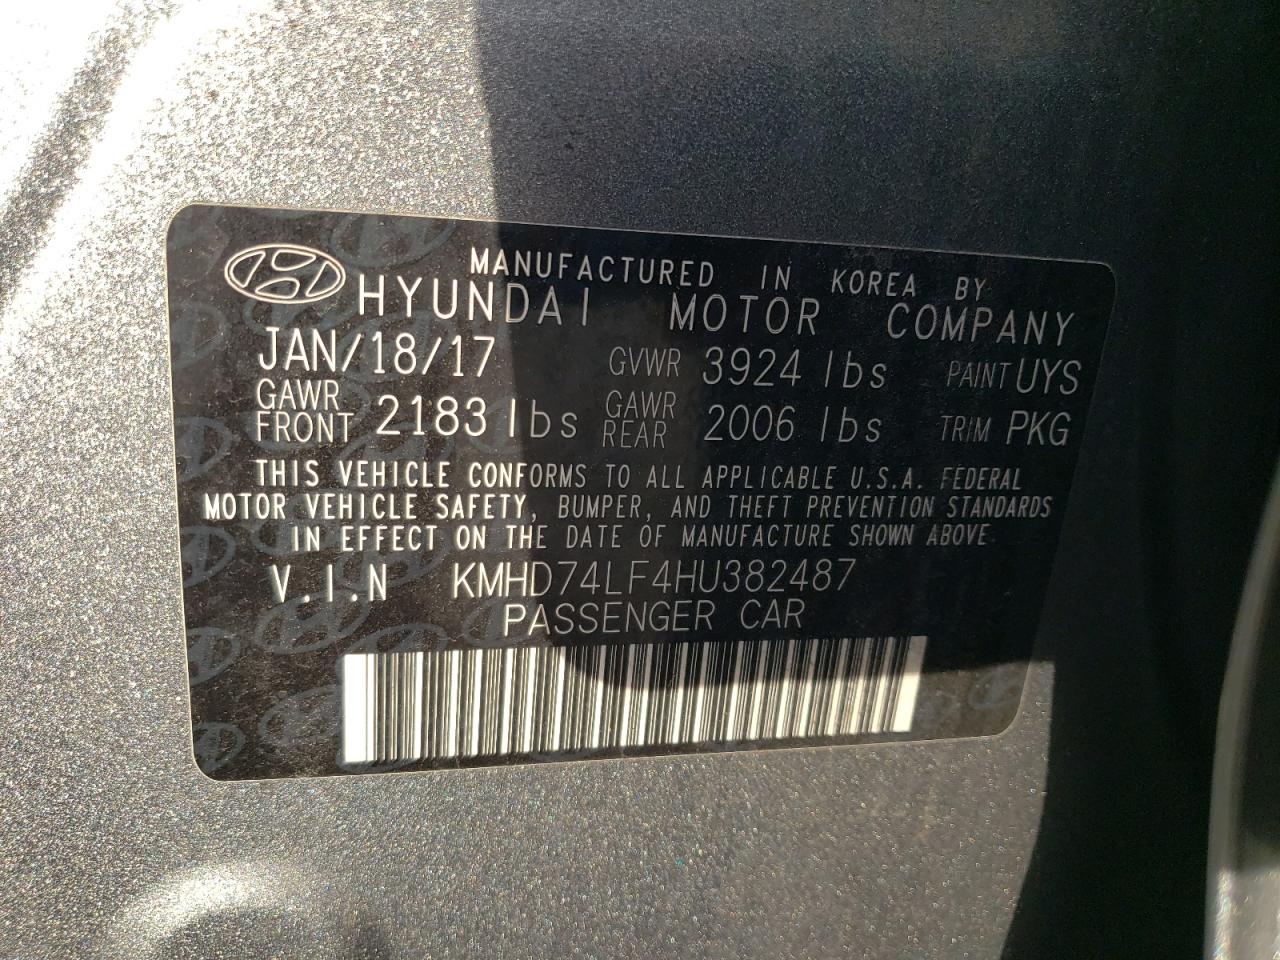 MANUFACTURED IN KOREA BY
HYUNDAI MOTOR COMPANY
JAN/18/17 GVWR 3924 lbs PAINT UYS
GAWR FRONT 2183 lbs GAWR REAR 2006 lbs TRIM PKG
THIS VEHICLE CONFORMS TO ALL APPLICABLE U.S.A. FEDERAL
MOTOR VEHICLE SAFETY, BUMPER, AND THEFT PREVENTION STANDARDS
IN EFFECT ON THE DATE OF MANUFACTURE SHOWN ABOVE
V.I.N KMHD74LF4HU382487
PASSENGER CAR